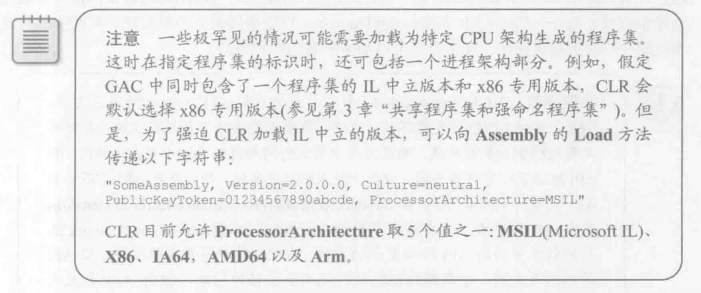 注意 一些极罕见的情况可能需要加载为特定 CPU 架构生成的程序集。
这时在指定程序集的标识时，还可包括一个进程架构部分。例如，假定
GAC 中同时包含了一个程序集的 IL 中立版本和 x86 专用版本，CLR 会
默认选择 x86 专用版本(参见第 3 章“共享程序集和强命名程序集”)。但
是，为了强迫 CLR 加载 IL 中立的版本，可以向 Assembly 的 Load 方法
传递以下字符串：
"SomeAssembly, Version=2.0.0.0, Culture=neutral,
PublicKeyToken=01234567890abcde, ProcessorArchitecture=MSIL"
CLR 目前允许 ProcessorArchitecture 取 5 个值之一: MSIL(Microsoft IL)、
X86、IA64、AMD64 以及 Arm。